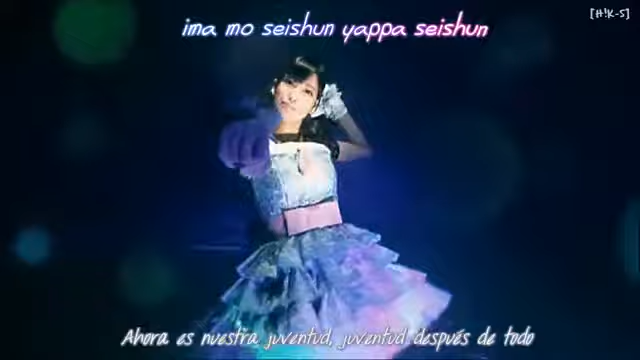 [H!K-S]
ima mo seishun yappa seishun
Ahora es nuestra juventud, juventud después de todo